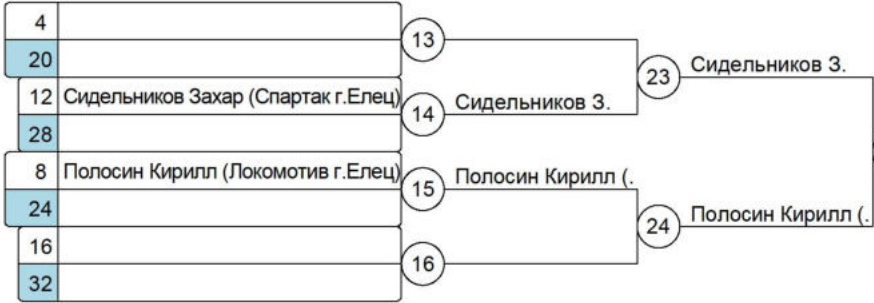 4
13
20
23 Сидельников З.
12 Сидельников Захар (Спартак г.Елец)
14 Сидельников З.
28
8 Полосин Кирилл (Локомотив г.Елец)
15 Полосин Кирилл (.
24
24 Полосин Кирилл (.
16
16
32